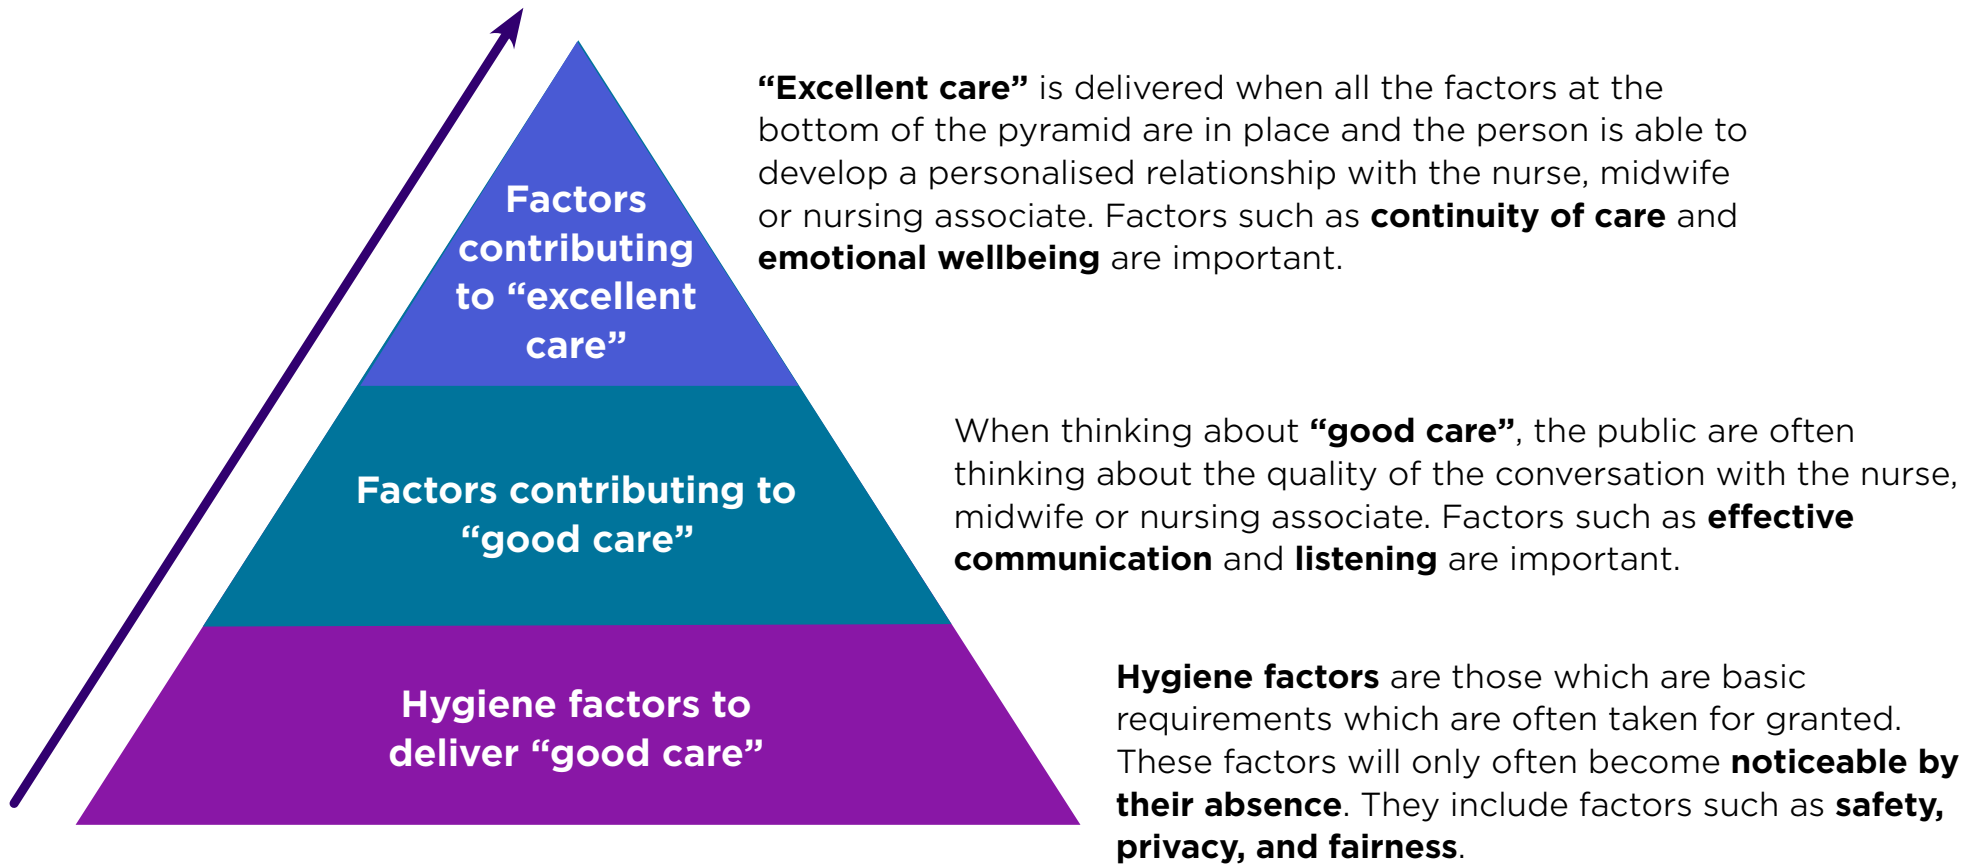 “Excellent care” is delivered when all the factors at the
bottom of the pyramid are in place and the person is able to
develop a personalised relationship with the nurse, midwife
or nursing associate. Factors such as continuity of care and
emotional wellbeing are important.
Factors
contributing
to “excellent
care”
When thinking about “good care”, the public are often
thinking about the quality of the conversation with the nurse,
midwife or nursing associate. Factors such as effective
communication and listening are important.
Factors contributing to
“good care”
Hygiene factors are those which are basic
requirements which are often taken for granted.
These factors will only often become noticeable by
their absence. They include factors such as safety,
privacy, and fairness.
Hygiene factors to
deliver “good care”